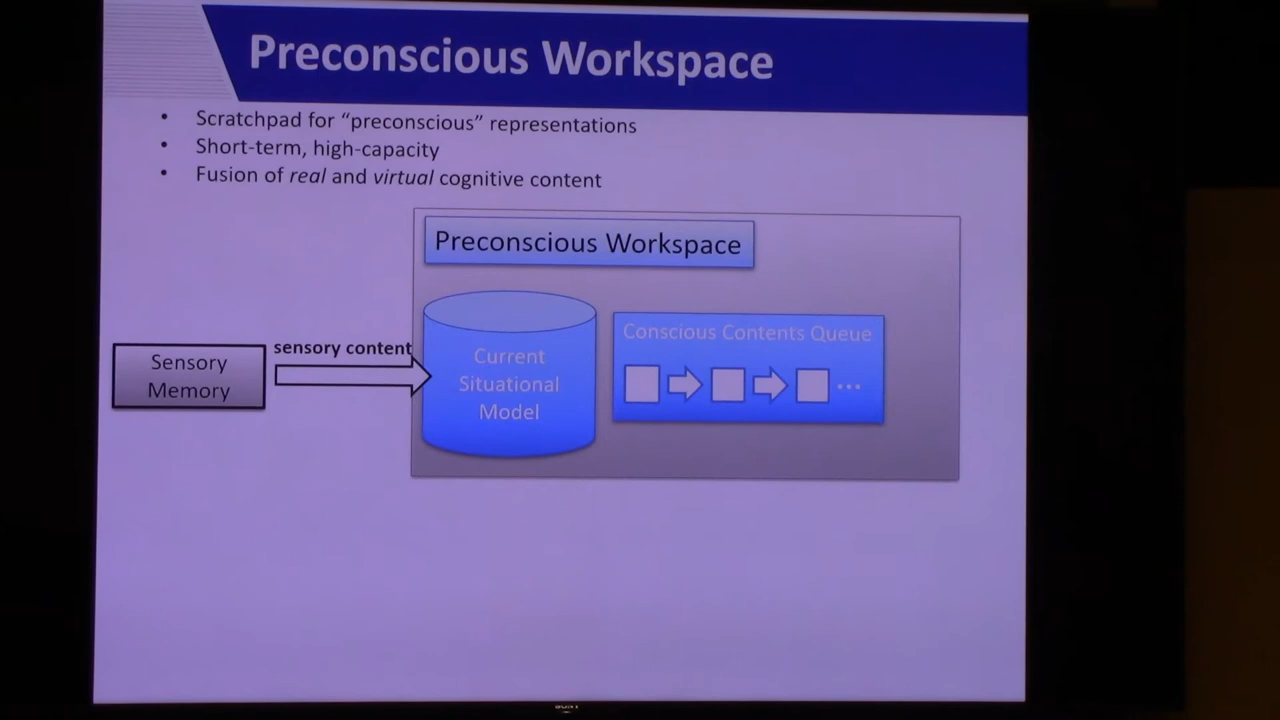 Preconscious Workspace
• Scratchpad for “preconscious” representations
• Short-term, high-capacity
• Fusion of real and virtual cognitive content
Preconscious Workspace
Sensory
Memory
sensory content
Current
Situational
Model
Conscious Contents Queue
...